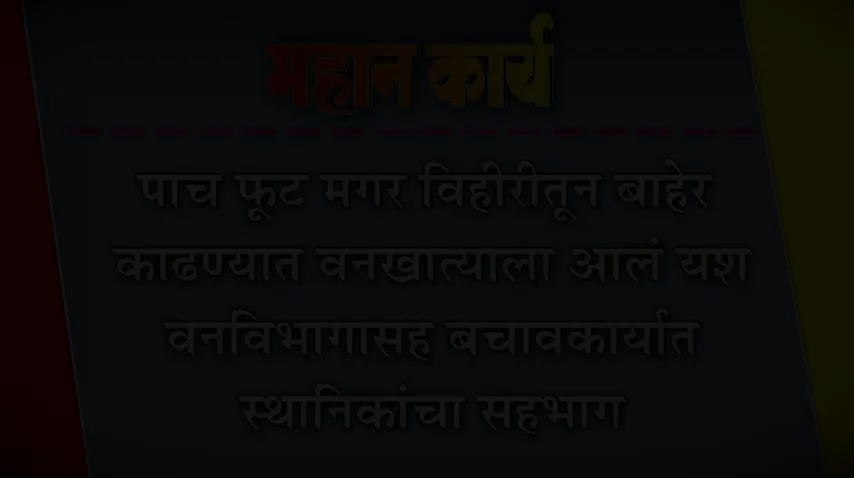 महान कार्य
पाच फूट मगर विहीरीतून बाहेर
काढण्यात वनखात्याला आलं यश
वनविभागासह बचावकार्यात
स्थानिकांचा सहभाग